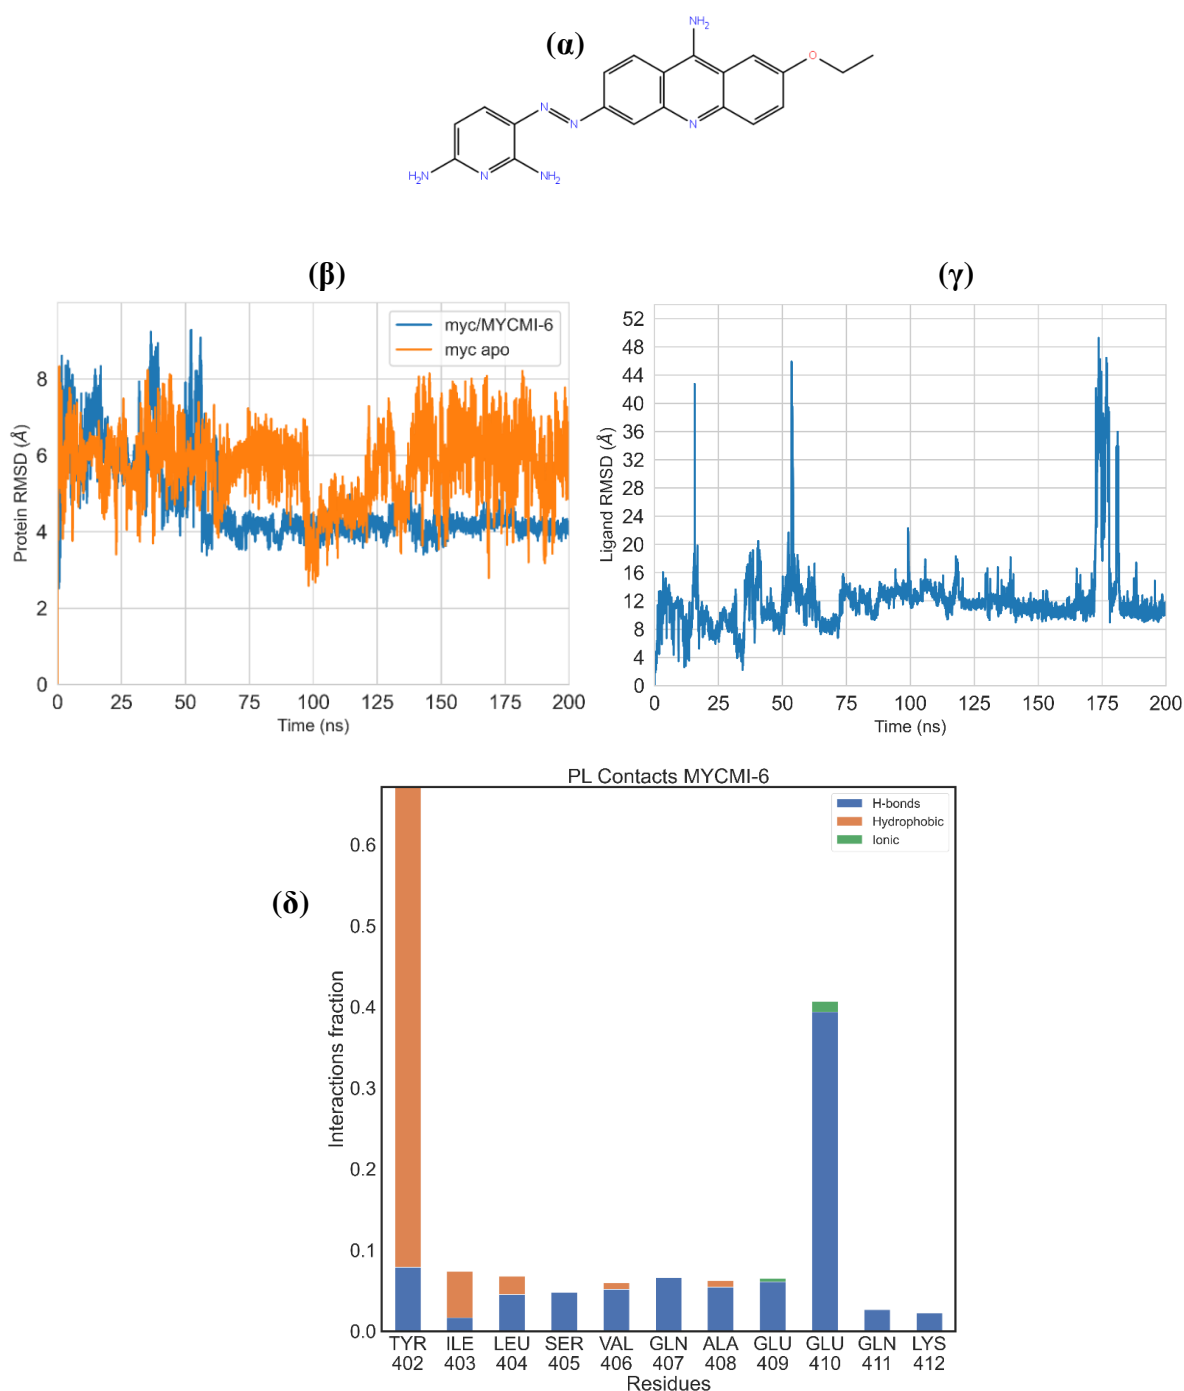 (α)
NH₂
O
N
N
N
H₂N
N
NH₂
(β)
(γ)
Protein RMSD (Å)
8
6
4
2
0
myc/MYCMI-6
myc apo
0 25 50 75 100 125 150 175 200
Time (ns)
Ligand RMSD (Å)
52
48
44
40
36
32
28
24
20
16
12
8
4
0
0 25 50 75 100 125 150 175 200
Time (ns)
PL Contacts MYCMI-6
(δ)
H-bonds
Hydrophobic
Ionic
Interactions fraction
0.6
0.5
0.4
0.3
0.2
0.1
0.0
TYR ILE LEU SER VAL GLN ALA GLU GLU GLN LYS
402 403 404 405 406 407 408 409 410 411 412
Residues